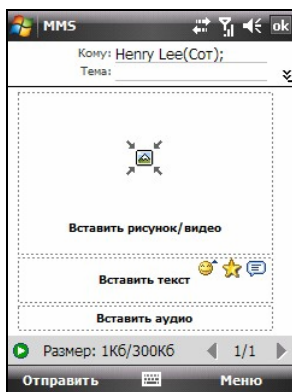 MMS ok
Кому: Henry Lee(Сот);
Тема:
Вставить рисунок/видео
Вставить текст
Вставить аудио
Размер: 1Кб/300Кб 1/1
Отправить Меню